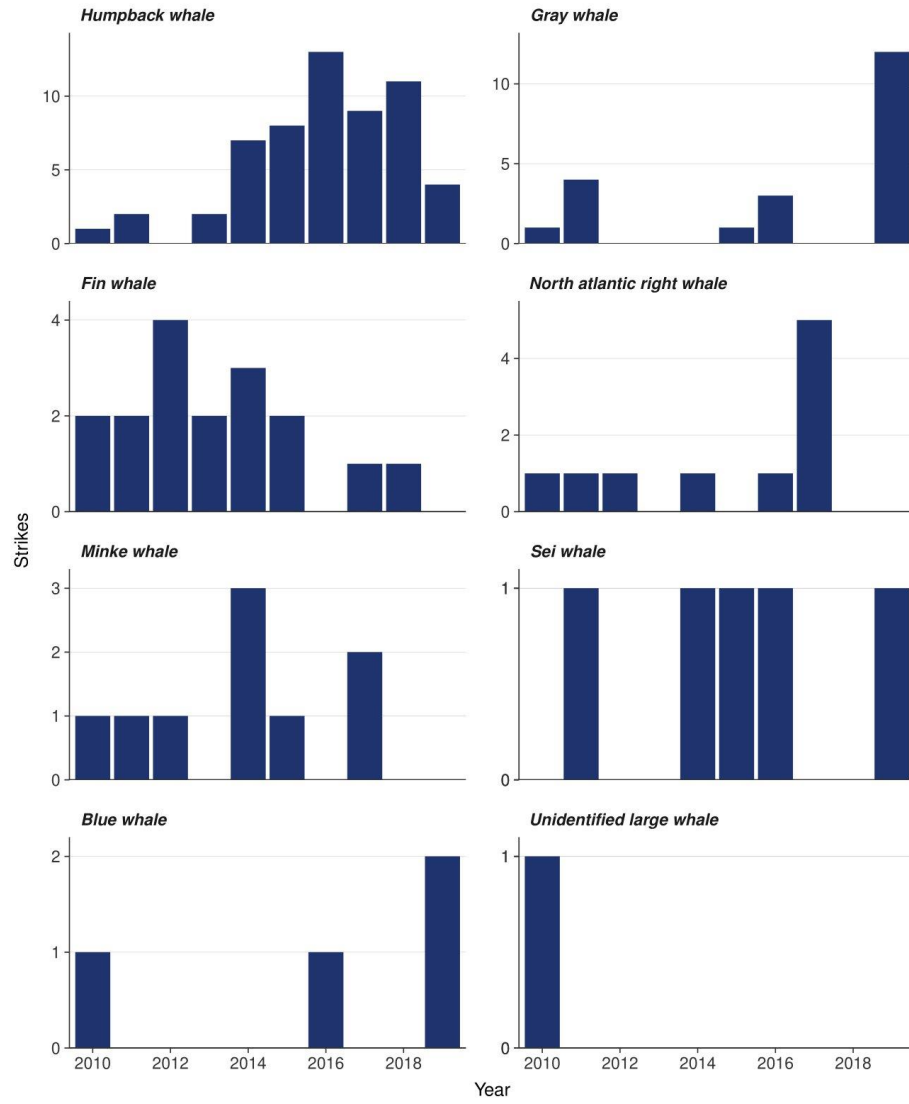 Humpback whale
Gray whale
10
5
0
10
5
0
Fin whale
North atlantic right whale
4
2
0
4
2
0
Strikes
Minke whale
Sei whale
3
2
1
0
1
0
Blue whale
Unidentified large whale
2
1
0
1
0
2010 2012 2014 2016 2018
2010 2012 2014 2016 2018
Year